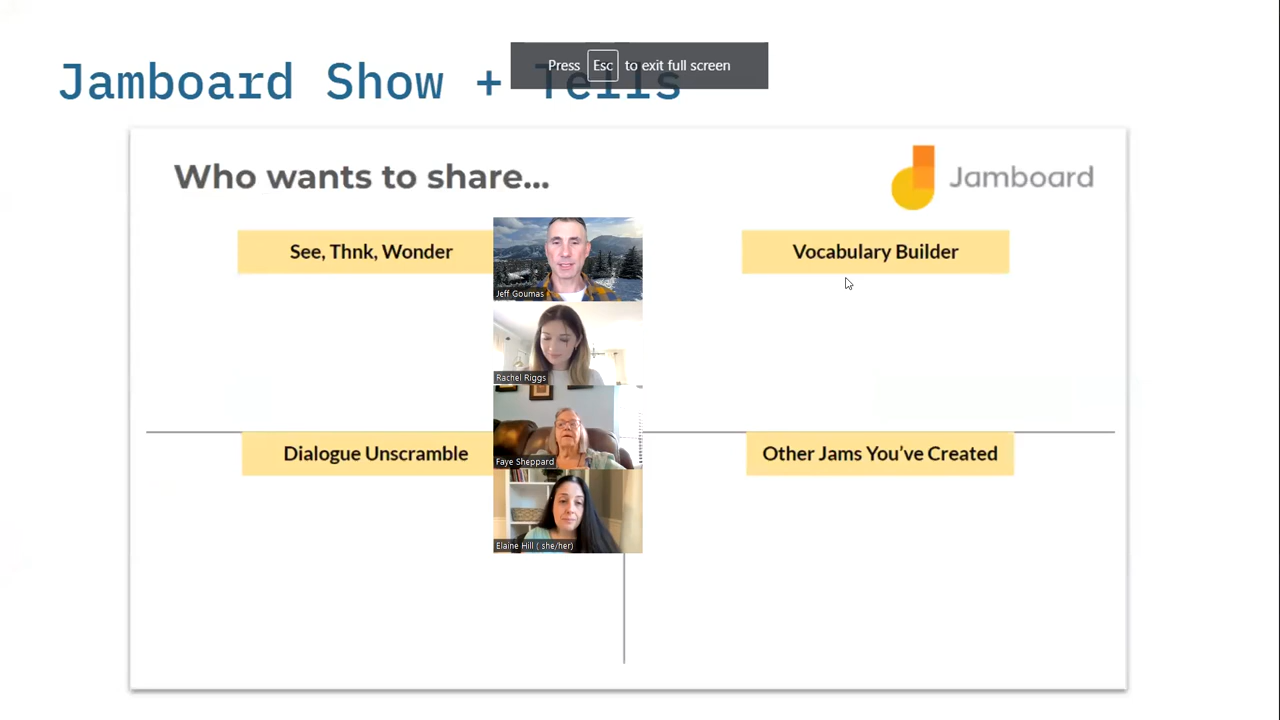 Press Esc to exit full screen
Jamboard Show + Tells
Who wants to share...
Jamboard
See, Thnk, Wonder
Vocabulary Builder
Jeff Goumas
Rachel Riggs
Faye Sheppard
Dialogue Unscramble
Other Jams You've Created
Elaine Hill ( she/her)